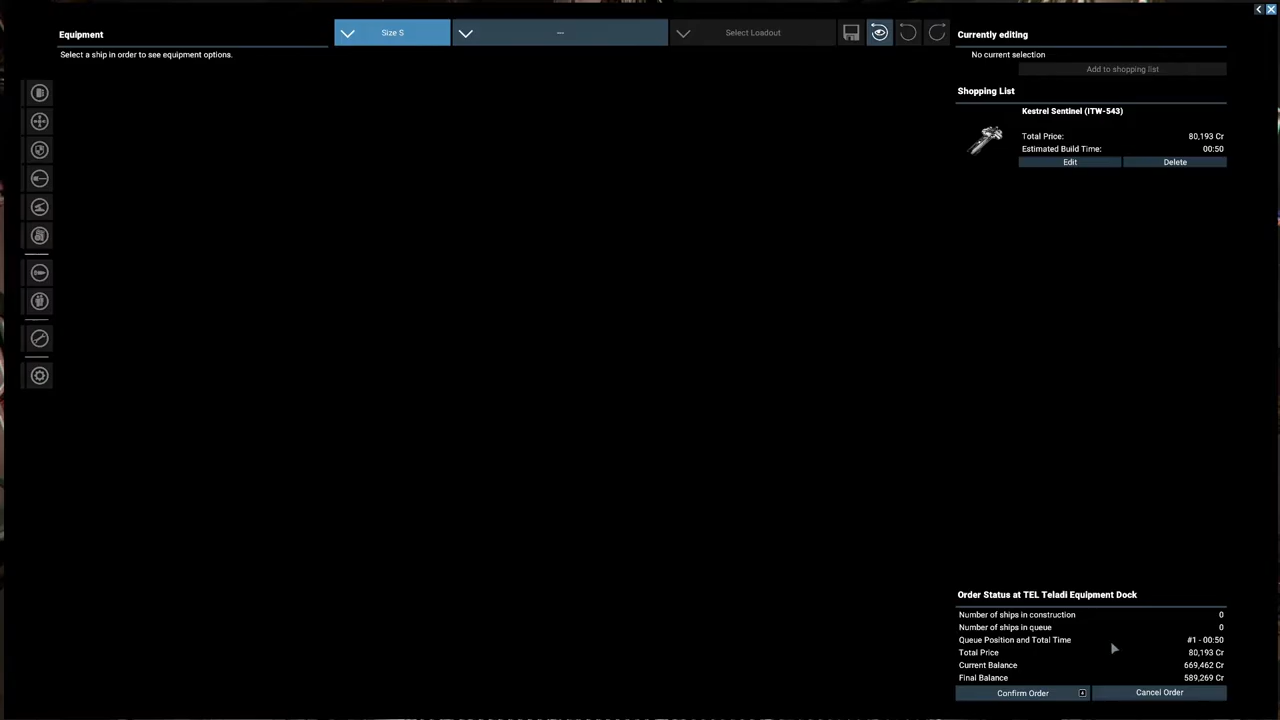 Equipment
Select a ship in order to see equipment options.
Size S
---
Select Loadout
Currently editing
No current selection
Add to shopping list
Shopping List
Kestrel Sentinel (ITW-543)
Total Price: 80,193 Cr
Estimated Build Time: 00:50
Edit Delete
Order Status at TEL Teladi Equipment Dock
Number of ships in construction 0
Number of ships in queue 0
Queue Position and Total Time #1 - 00:50
Total Price 80,193 Cr
Current Balance 669,462 Cr
Final Balance 589,269 Cr
Confirm Order Cancel Order